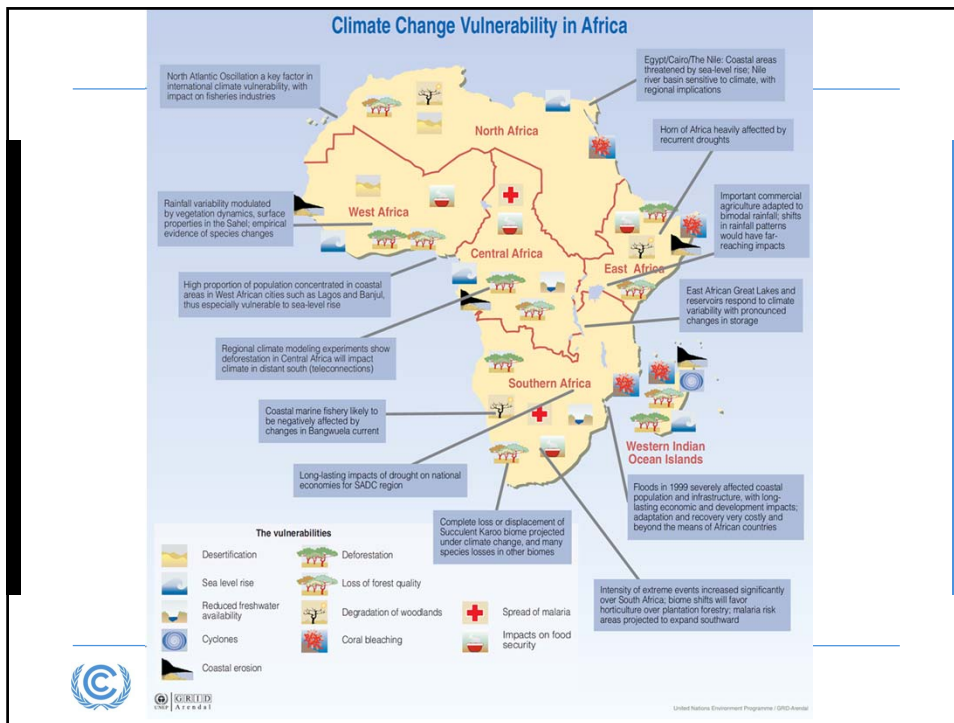 Climate Change Vulnerability in Africa
North Atlantic Oscillation a key factor in
international climate vulnerability, with
impact on fisheries industries
Egypt/Cairo/The Nile: Coastal areas
threatened by sea-level rise; Nile
river basin sensitive to climate, with
regional implications
North Africa
Horn of Africa heavily affectted by
recurrent droughts
Rainfall variability modulated
by vegetation dynamics, surface
properties in the Sahel; empirical
evidence of species changes
West Africa
Important commercial
agriculture adapted to
bimodal rainfall; shifts
in rainfall patterns
would have far-
reaching impacts
Central Africa
East Africa
High proportion of population concentrated in coastal
areas in West African cities such as Lagos and Banjul,
thus especially vulnerable to sea-level rise
East African Great Lakes and
reservoirs respond to climate
variability with pronounced
changes in storage
Regional climate modeling experiments show
deforestation in Central Africa will impact
climate in distant south (teleconnections)
Southern Africa
Coastal marine fishery likely to
be negatively affected by
changes in Bangwuela current
Western Indian
Ocean Islands
Long-lasting impacts of drought on national
economies for SADC region
Floods in 1999 severely affected coastal
population and infrastructure, with long-
lasting economic and development impacts;
adaptation and recovery very costly and
beyond the means of African countries
Complete loss or displacement of
Succulent Karoo biome projected
under climate change, and many
species losses in other biomes
Intensity of extreme events increased significantly
over South Africa; biome shifts will favor
horticulture over plantation forestry; malaria risk
areas projected to expand southward
The vulnerabilities
Desertification
Sea level rise
Reduced freshwater
availability
Cyclones
Coastal erosion
Deforestation
Loss of forest quality
Degradation of woodlands
Coral bleaching
Spread of malaria
Impacts on food
security
UNEP
GRID
Arendal
United Nations Environment Programme / GRID Arendal